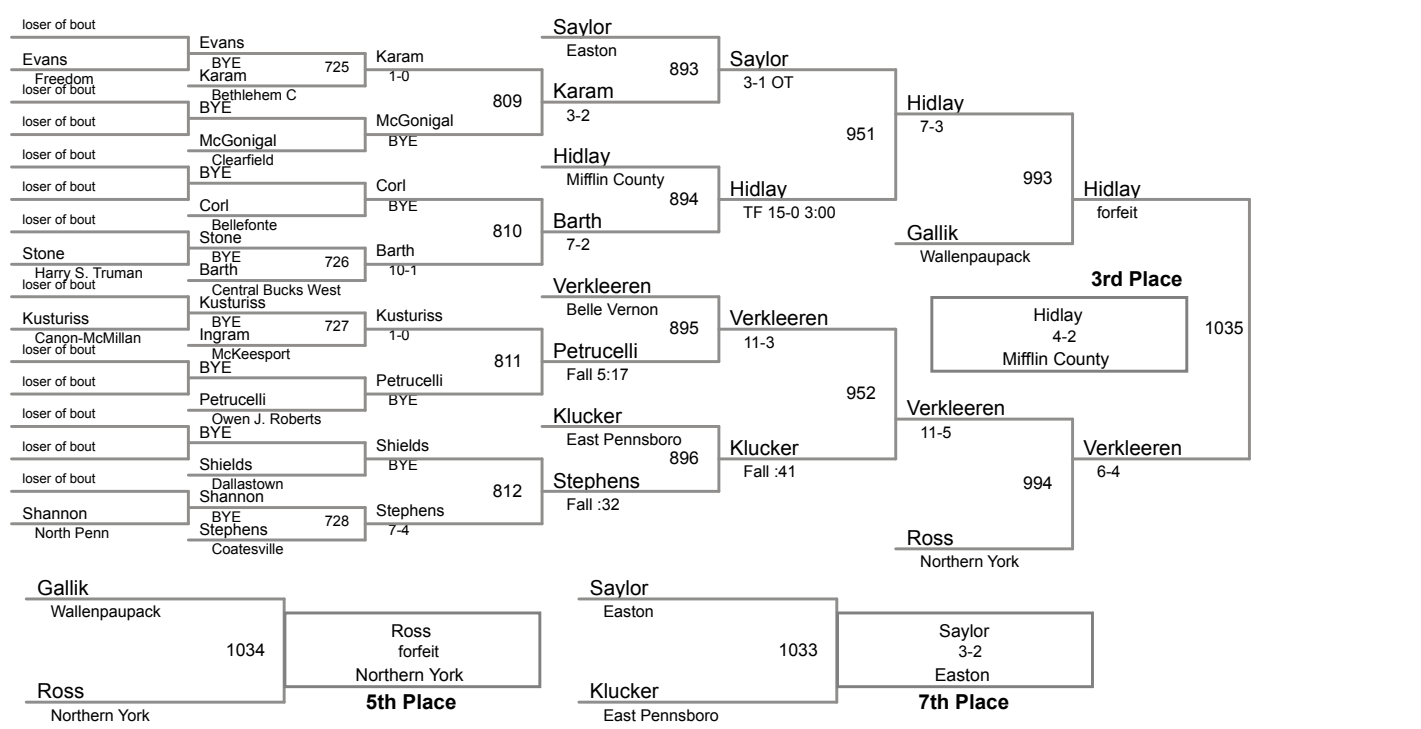 loser of bout
Evans
Freedom
loser of bout
loser of bout
loser of bout
loser of bout
loser of bout
Stone
Harry S. Truman
loser of bout
Kusturiss
Canon-McMillan
loser of bout
loser of bout
loser of bout
loser of bout
loser of bout
Shannon
North Penn
Evans
BYE
725
Karam
Bethlehem C
BYE
McGonigal
Clearfield
BYE
Corl
Bellefonte
Stone
BYE
726
Barth
Central Bucks West
Kusturiss
BYE
727
Ingram
McKeesport
BYE
Petrucelli
Owen J. Roberts
BYE
Shields
Dallastown
Shannon
BYE
728
Stephens
Coatesville
Karam
1-0
809
McGonigal
BYE
Corl
BYE
810
Barth
10-1
Kusturiss
1-0
811
Petrucelli
BYE
Shields
BYE
812
Stephens
7-4
Saylor
Easton
893
Karam
3-2
Hidlay
Mifflin County
894
Barth
7-2
Verkleeren
Belle Vernon
895
Petrucelli
Fall 5:17
Klucker
East Pennsboro
896
Stephens
Fall :32
Saylor
3-1 OT
951
Hidlay
TF 15-0 3:00
Verkleeren
11-3
952
Klucker
Fall :41
Hidlay
7-3
993
Gallik
Wallenpaupack
Verkleeren
11-5
994
Ross
Northern York
Hidlay
forfeit
3rd Place
Hidlay
4-2
Mifflin County
1035
Verkleeren
6-4
Gallik
Wallenpaupack
1034
Ross
Northern York
Ross
forfeit
Northern York
5th Place
Saylor
Easton
1033
Klucker
East Pennsboro
Saylor
3-2
Easton
7th Place